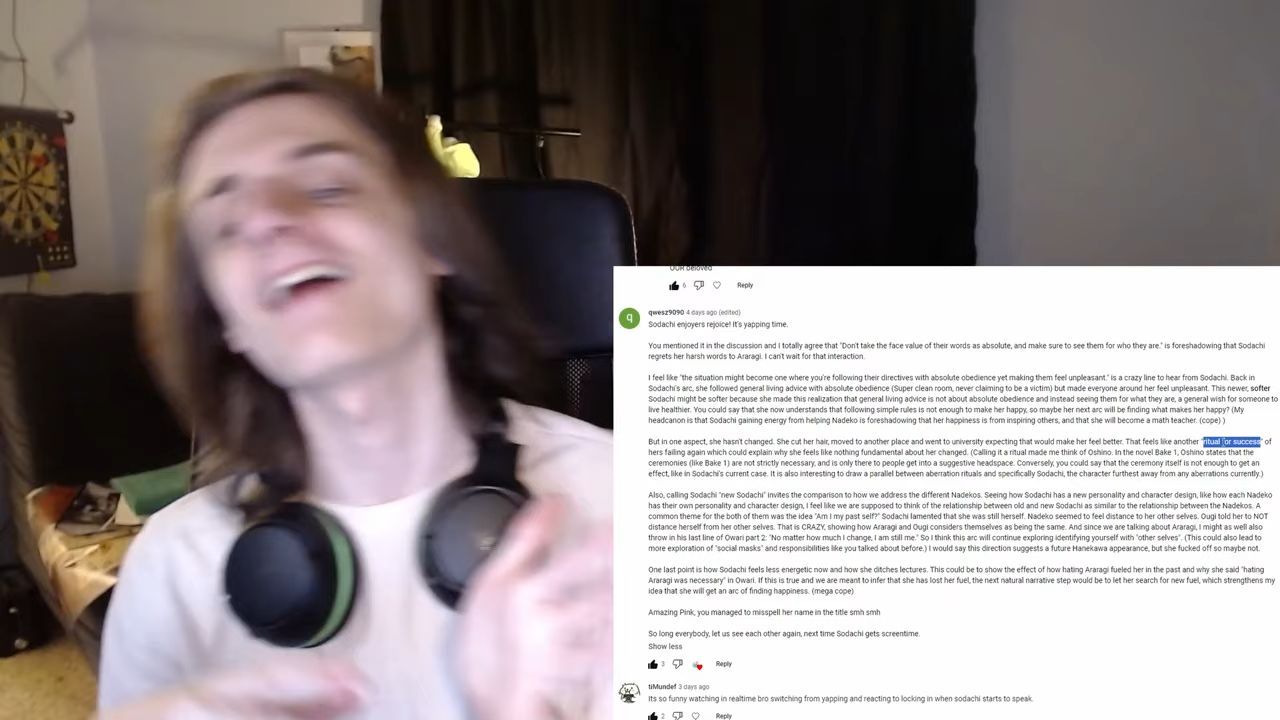 OUR beloved
6 Reply
q qwesz9090 4 days ago (edited)
Sodachi enjoyers rejoice! It's yapping time.
You mentioned it in the discussion and I totally agree that "Don't take the face value of their words as absolute, and make sure to see them for who they are." is foreshadowing that Sodachi
regrets her harsh words to Araragi. I can't wait for that interaction.
I feel like "the situation might become one where you're following their directives with absolute obedience yet making them feel unpleasant." is a crazy line to hear from Sodachi. Back in
Sodachi's arc, she followed general living advice with absolute obedience (Super clean room, never claiming to be a victim) but made everyone around her feel unpleasant. This newer, softer
Sodachi might be softer because she made this realization that general living advice is not about absolute obedience and instead seeing them for what they are, a general wish for someone to
live healthier. You could say that she now understands that following simple rules is not enough to make her happy, so maybe her next arc will be finding what makes her happy? (My
headcanon is that Sodachi gaining energy from helping Nadeko is foreshadowing that her happiness is from inspiring others, and that she will become a math teacher. (cope) )
But in one aspect, she hasn't changed. She cut her hair, moved to another place and went to university expecting that would make her feel better. That feels like another "ritual for success" of
hers failing again which could explain why she feels like nothing fundamental about her changed. (Calling it a ritual made me think of Oshino. In the novel Bake 1, Oshino states that the
ceremonies (like Bake 1) are not strictly necessary, and is only there to people get into a suggestive headspace. Conversely, you could say that the ceremony itself is not enough to get an
effect, like in Sodachi's current case. It is also interesting to draw a parallel between aberration rituals and specifically Sodachi, the character furthest away from any aberrations currently.)
Also, calling Sodachi "new Sodachi" invites the comparison to how we address the different Nadekos. Seeing how Sodachi has a new personality and character design, like how each Nadeko
has their own personality and character design, I feel like we are supposed to think of the relationship between old and new Sodachi as similar to the relationship between the Nadekos. A
common theme for the both of them was the idea "Am I my past self?" Sodachi lamented that she was still herself. Nadeko seemed to feel distance to her other selves. Ougi told her to NOT
distance herself from her other selves. That is CRAZY, showing how Araragi and Ougi considers themselves as being the same. And since we are talking about Araragi, I might as well also
throw in his last line of Owari part 2: "No matter how much I change, I am still me." So I think this arc will continue exploring identifying yourself with "other selves". (This could also lead to
more exploration of "social masks" and responsibilities like you talked about before.) I would say this direction suggests a future Hanekawa appearance, but she fucked off so maybe not.
One last point is how Sodachi feels less energetic now and how she ditches lectures. This could be to show the effect of how hating Araragi fueled her in the past and why she said "hating
Araragi was necessary" in Owari. If this is true and we are meant to infer that she has lost her fuel, the next natural narrative step would be to let her search for new fuel, which strengthens my
idea that she will get an arc of finding happiness. (mega cope)
Amazing Pink, you managed to misspell her name in the title smh smh
So long everybody, let us see each other again, next time Sodachi gets screentime.
Show less
3 Reply
tiMundef 3 days ago
Its so funny watching in realtime bro switching from yapping and reacting to locking in when sodachi starts to speak.
2 Reply